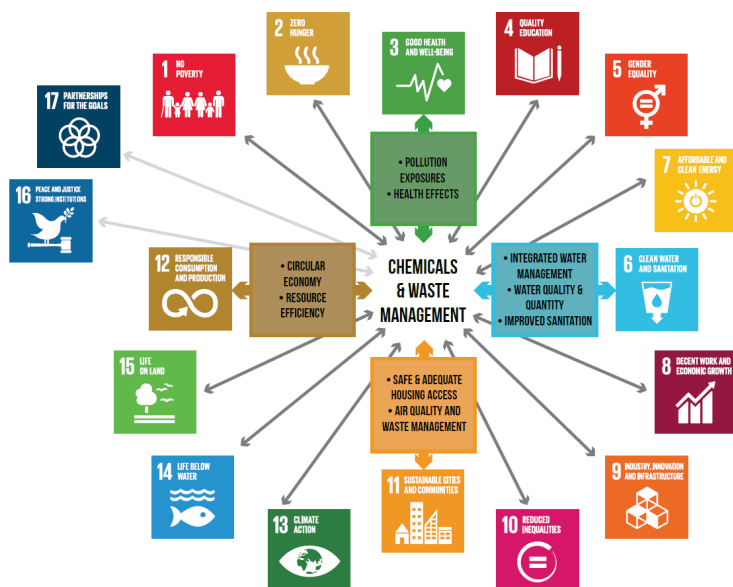 1 NO
POVERTY
2 ZERO
HUNGER
3 GOOD HEALTH
AND WELL-BEING
4 QUALITY
EDUCATION
5 GENDER
EQUALITY
17 PARTNERSHIPS
FOR THE GOALS
• POLLUTION
EXPOSURES
• HEALTH EFFECTS
7 AFFORDABLE AND
CLEAN ENERGY
16 PEACE AND JUSTICE
STRONG INSTITUTIONS
12 RESPONSIBLE
CONSUMPTION
AND PRODUCTION
• CIRCULAR
ECONOMY
• RESOURCE
EFFICIENCY
CHEMICALS
& WASTE
MANAGEMENT
• INTEGRATED WATER
MANAGEMENT
• WATER QUALITY &
QUANTITY
• IMPROVED SANITATION
6 CLEAN WATER
AND SANITATION
15 LIFE
ON LAND
• SAFE & ADEQUATE
HOUSING ACCESS
• AIR QUALITY AND
WASTE MANAGEMENT
8 DECENT WORK AND
ECONOMIC GROWTH
14 LIFE BELOW
WATER
13 CLIMATE
ACTION
11 SUSTAINABLE CITIES
AND COMMUNITIES
10 REDUCED
INEQUALITIES
9 INDUSTRY, INNOVATION
AND INFRASTRUCTURE